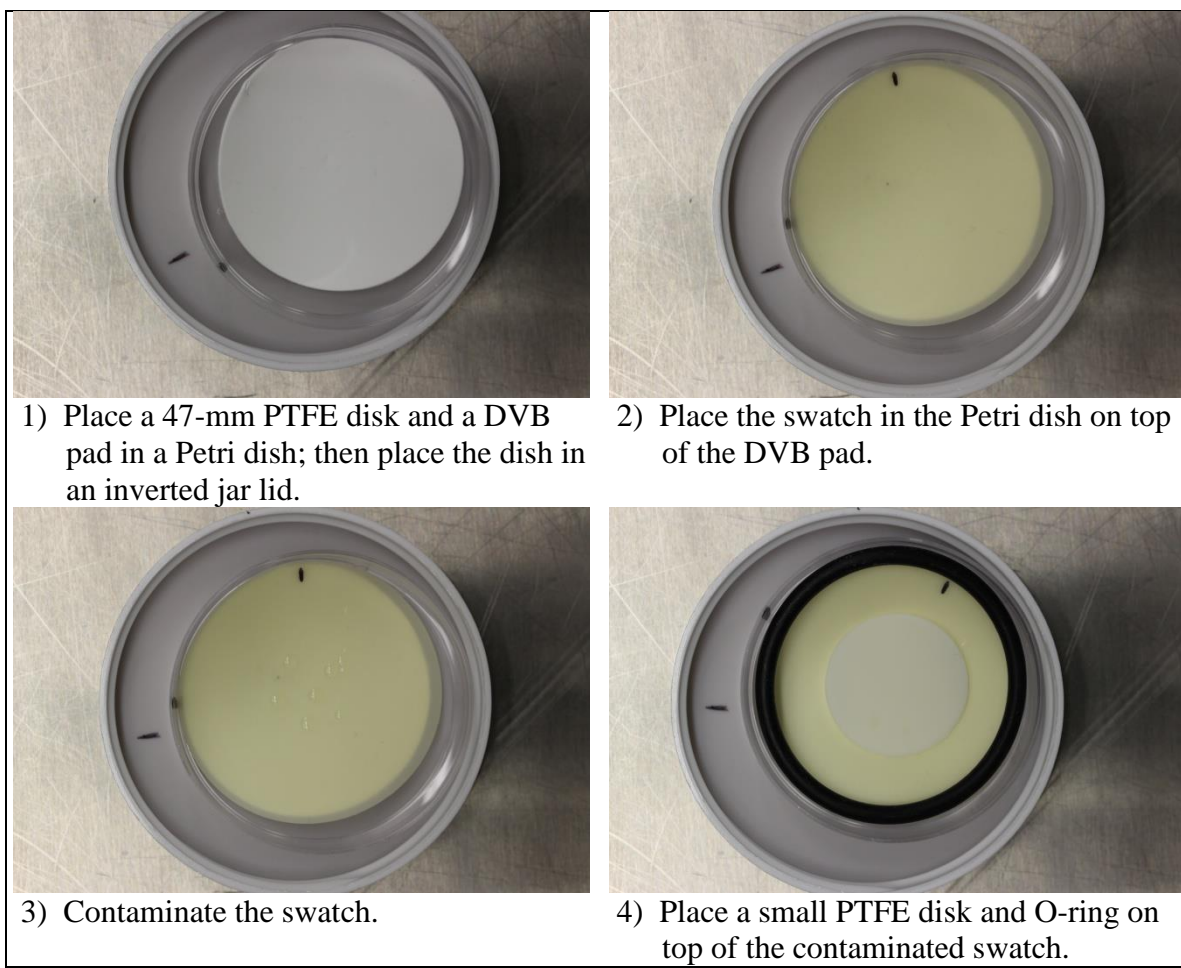 1) Place a 47-mm PTFE disk and a DVB
pad in a Petri dish; then place the dish in
an inverted jar lid.
2) Place the swatch in the Petri dish on top
of the DVB pad.
3) Contaminate the swatch.
4) Place a small PTFE disk and O-ring on
top of the contaminated swatch.